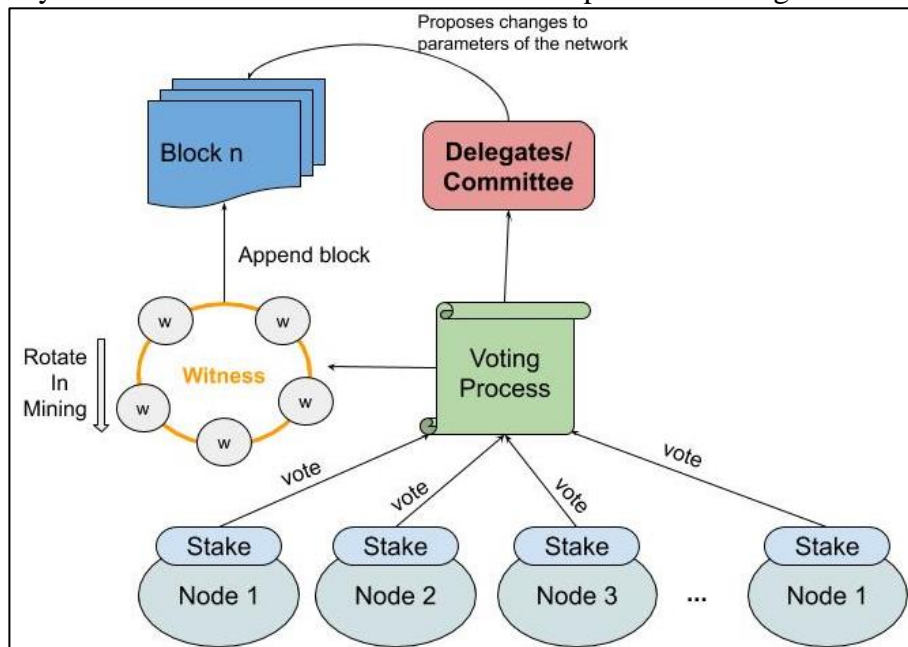 Proposes changes to
parameters of the network
Block n
Delegates/
Committee
Append block
w
w
Rotate
In
Mining
Witness
w
w
w
Voting
Process
vote
vote
vote
vote
Stake
Stake
Stake
Stake
Node 1
Node 2
Node 3
...
Node 1